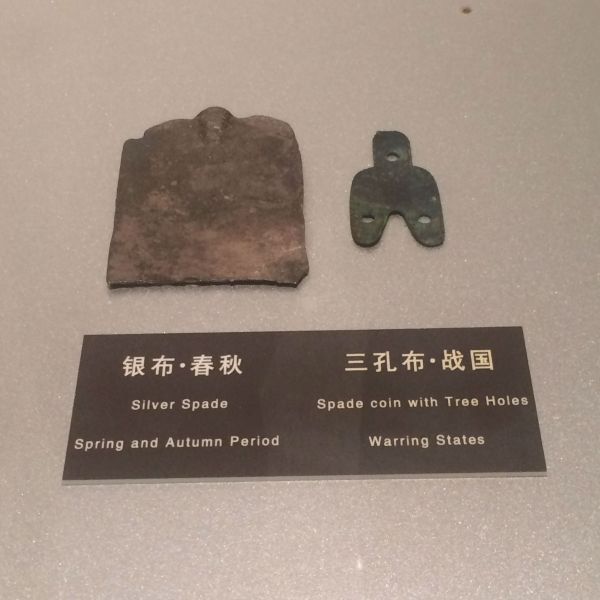 银布·春秋
Silver Spade
Spring and Autumn Period
三孔布·战国
Spade coin with Tree Holes
Warring States